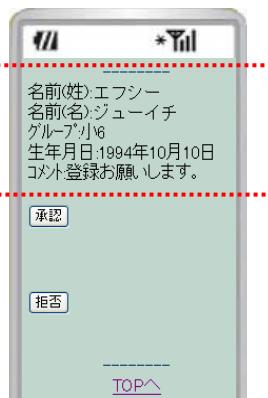 --------
名前(姓):エフシー
名前(名):ジューイチ
ｸﾞﾙｰﾌﾟ:小6
生年月日:1994年10月10日
ｺﾒﾝﾄ:登録お願いします。
承認
拒否
--------
TOPへ